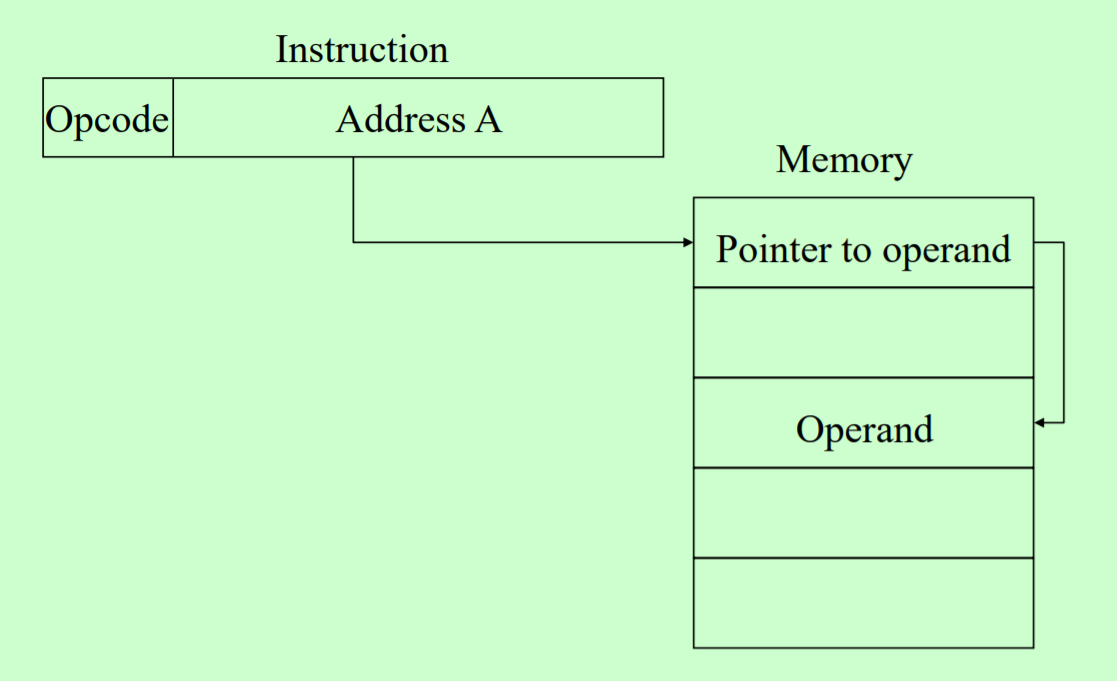 Instruction
Opcode
Address A
Memory
Pointer to operand
Operand